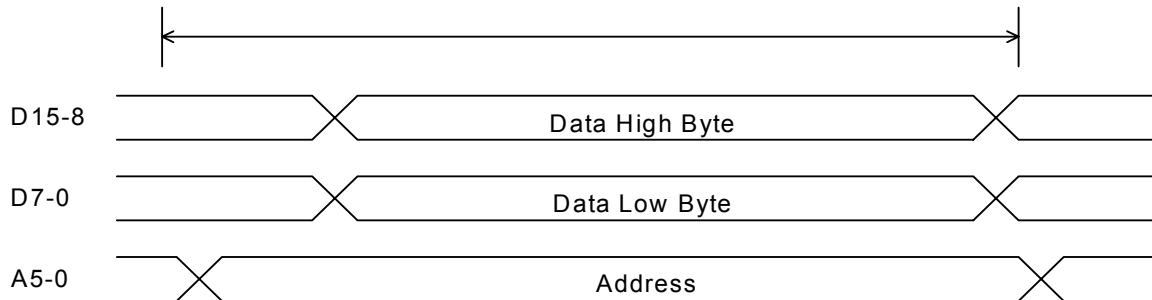 D15-8
Data High Byte
D7-0
Data Low Byte
A5-0
Address